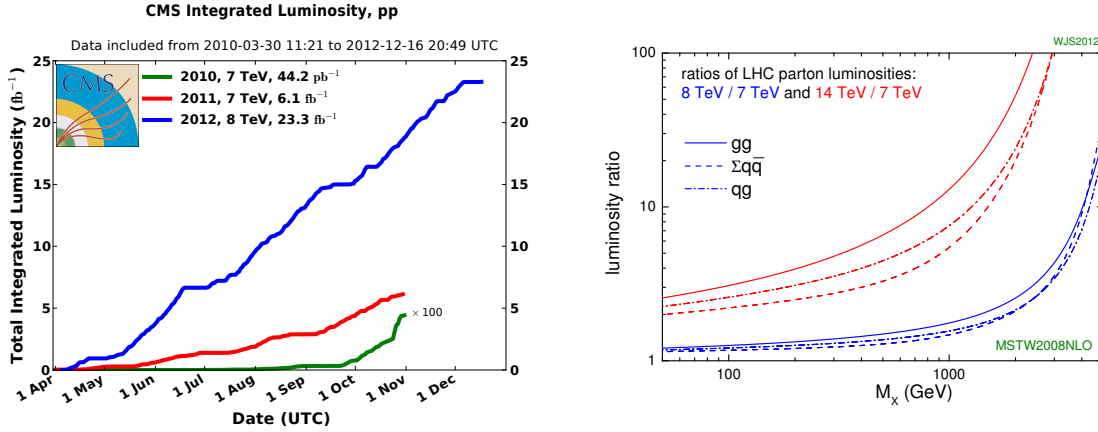 CMS Integrated Luminosity, pp
Data included from 2010-03-30 11:21 to 2012-12-16 20:49 UTC
CMS
2010, 7 TeV, 44.2 pb⁻¹
2011, 7 TeV, 6.1 fb⁻¹
2012, 8 TeV, 23.3 fb⁻¹
Total Integrated Luminosity (fb⁻¹)
25
20
15
10
5
0
25
20
15
10
5
0
× 100
1 Apr
1 May
1 Jun
1 Jul
1 Aug
1 Sep
1 Oct
1 Nov
1 Dec
Date (UTC)
WJS2012
ratios of LHC parton luminosities:
8 TeV / 7 TeV and 14 TeV / 7 TeV
gg
Σqq̅
qg
luminosity ratio
100
10
1
MSTW2008NLO
100
1000
M_X (GeV)